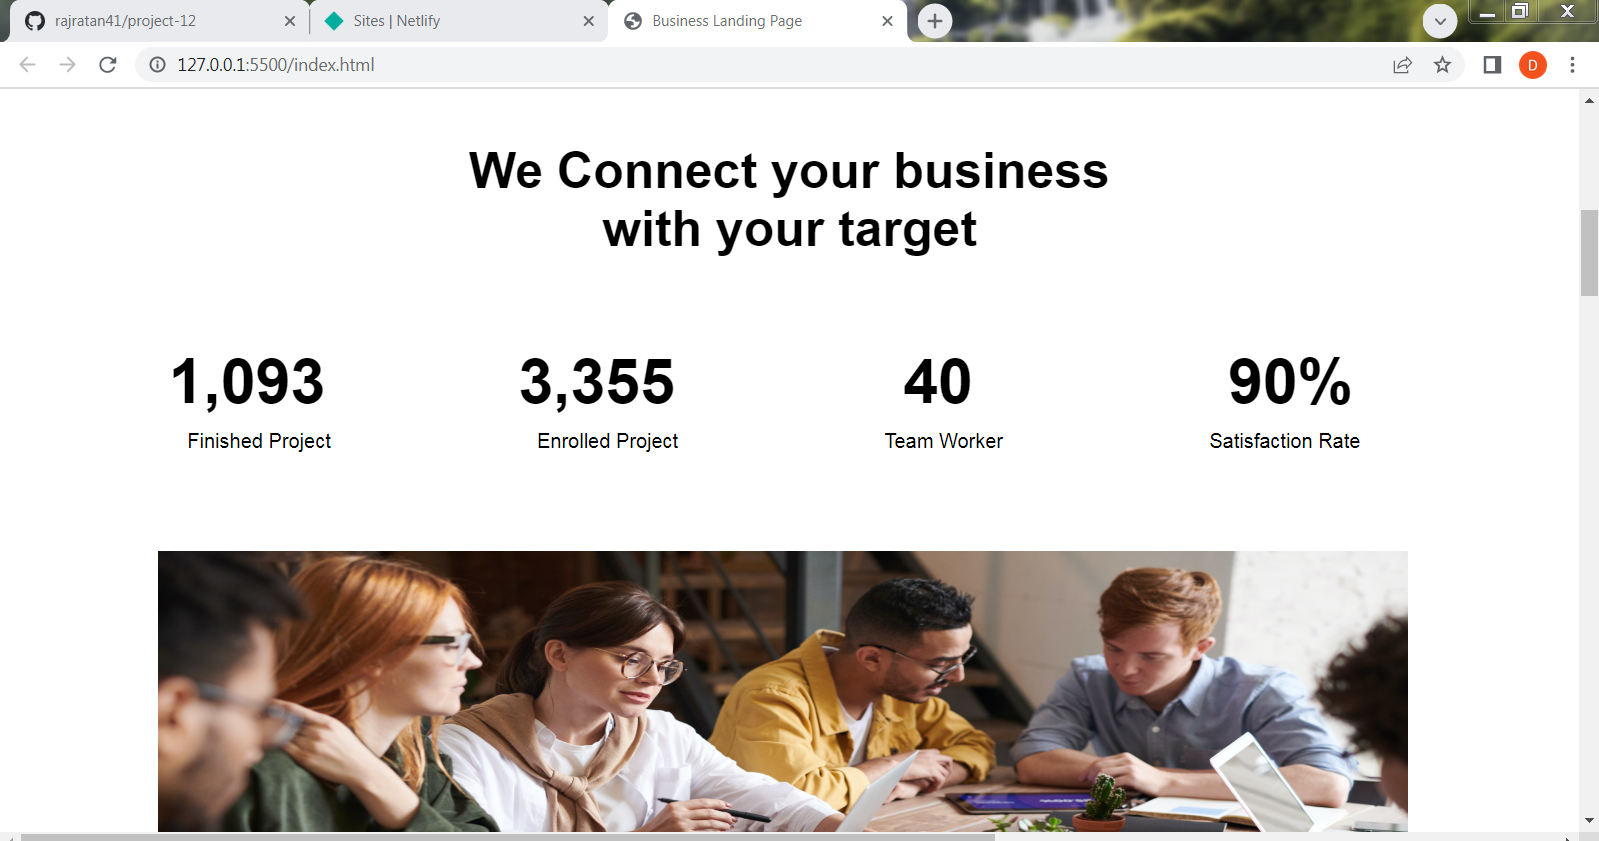 rajratan41/project-12
Sites | Netlify
Business Landing Page
127.0.0.1:5500/index.html
D
We Connect your business
with your target
1,093
3,355
40
90%
Finished Project
Enrolled Project
Team Worker
Satisfaction Rate